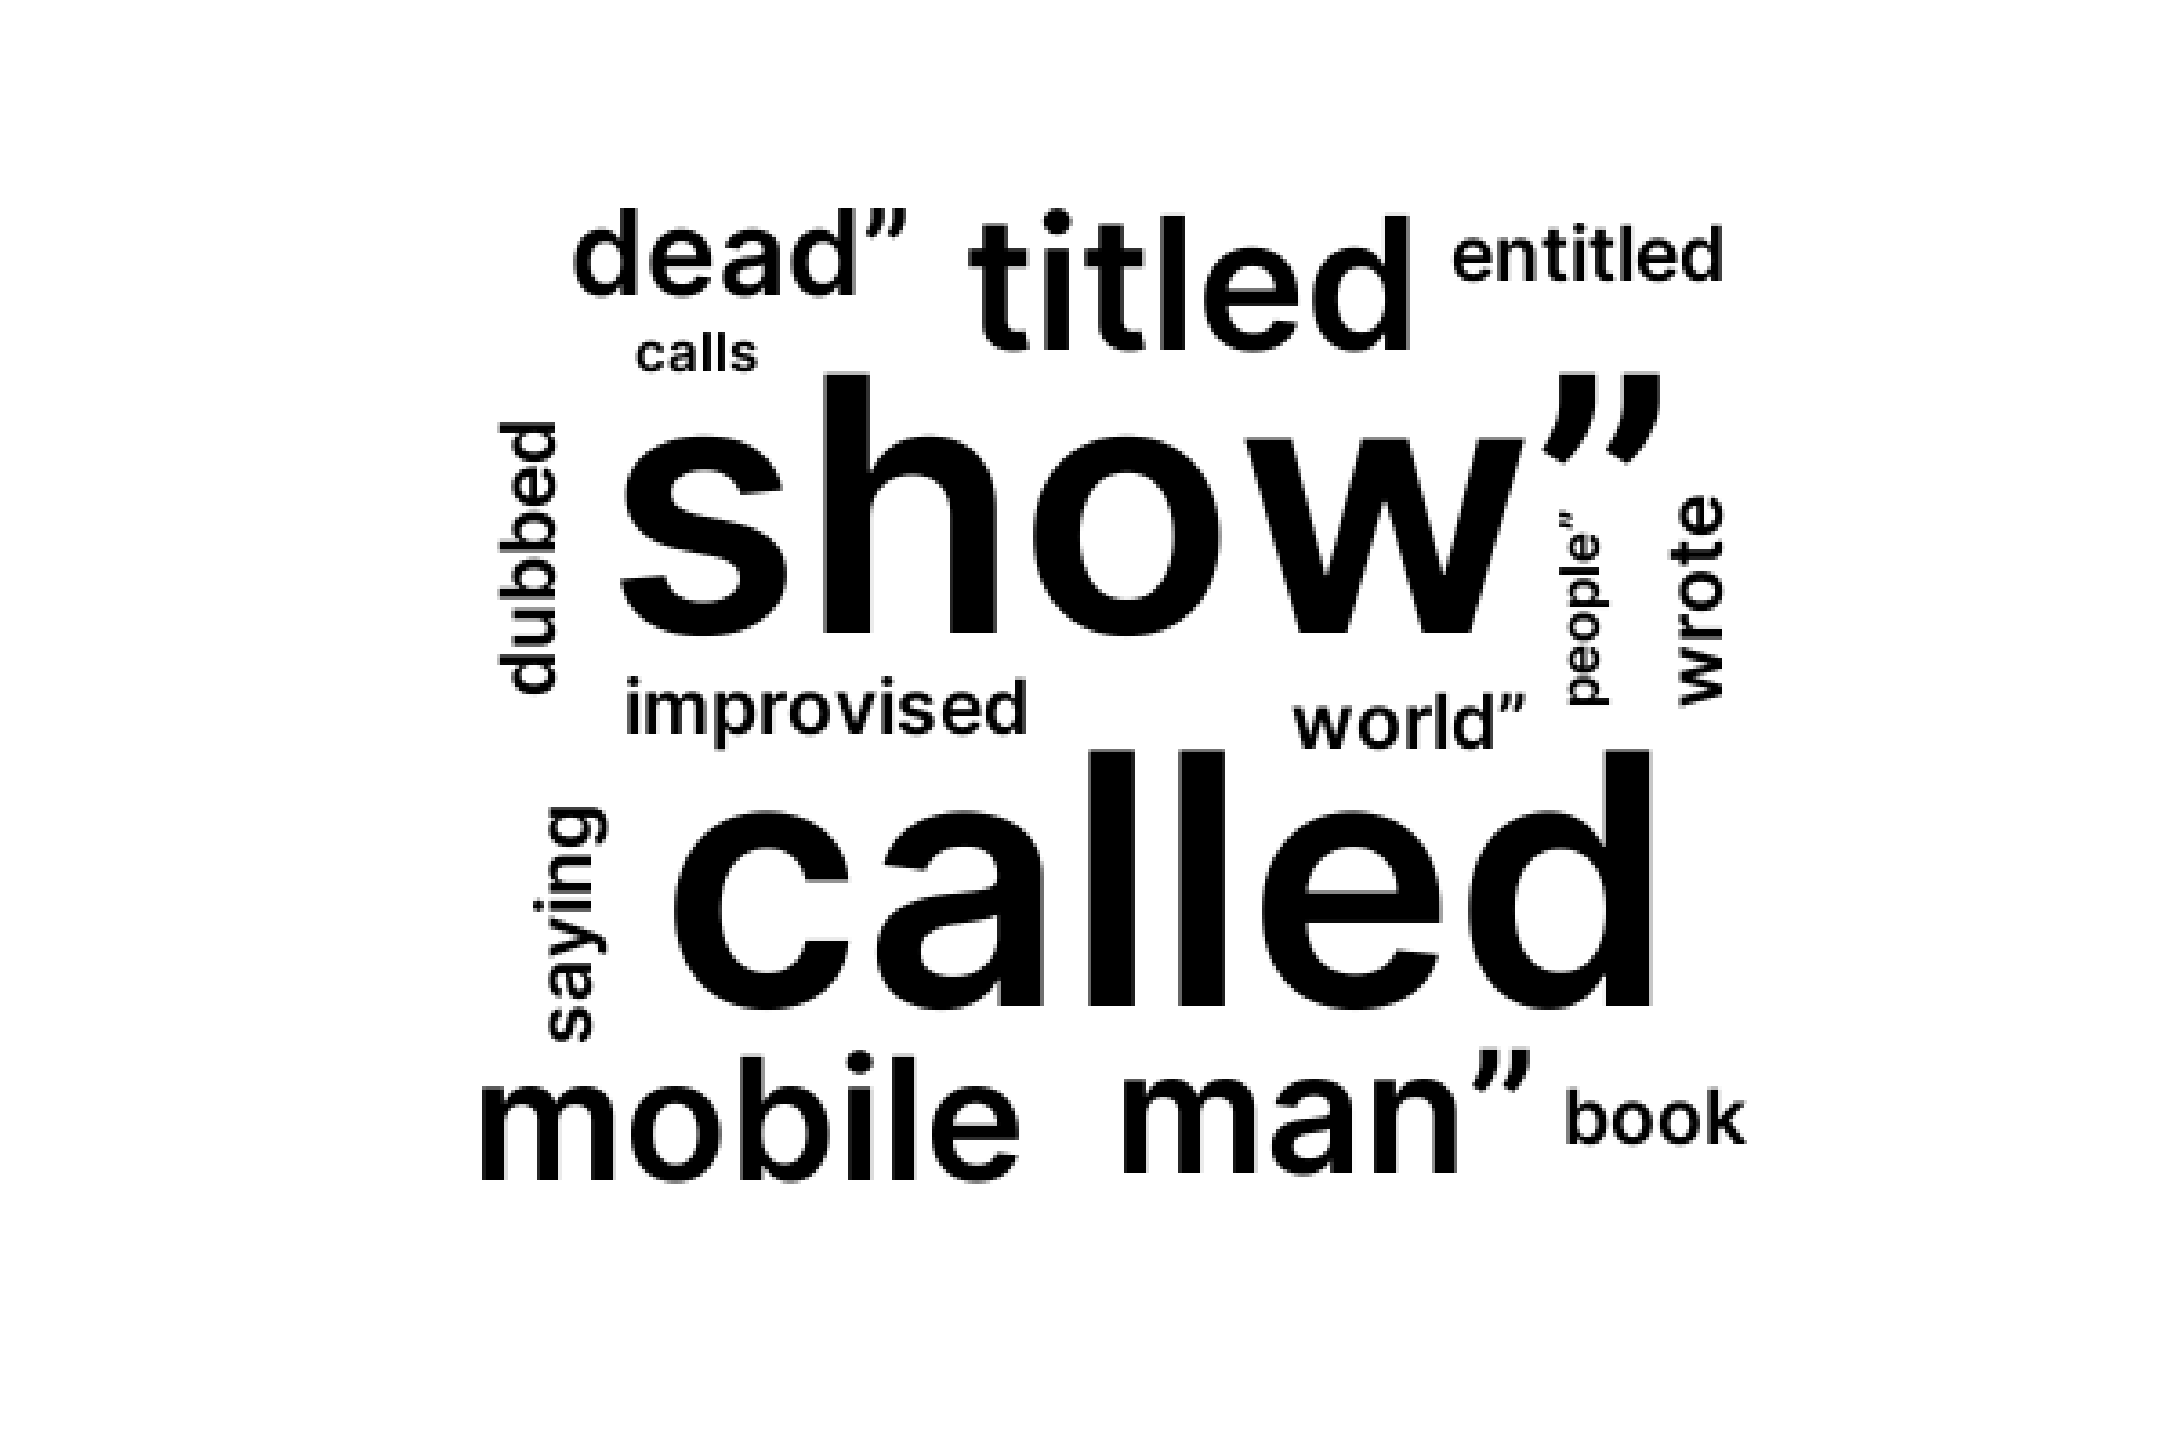 dead” titled entitled
calls
show”
dubbed
people”
wrote
improvised
world”
called
saying
mobile man” book